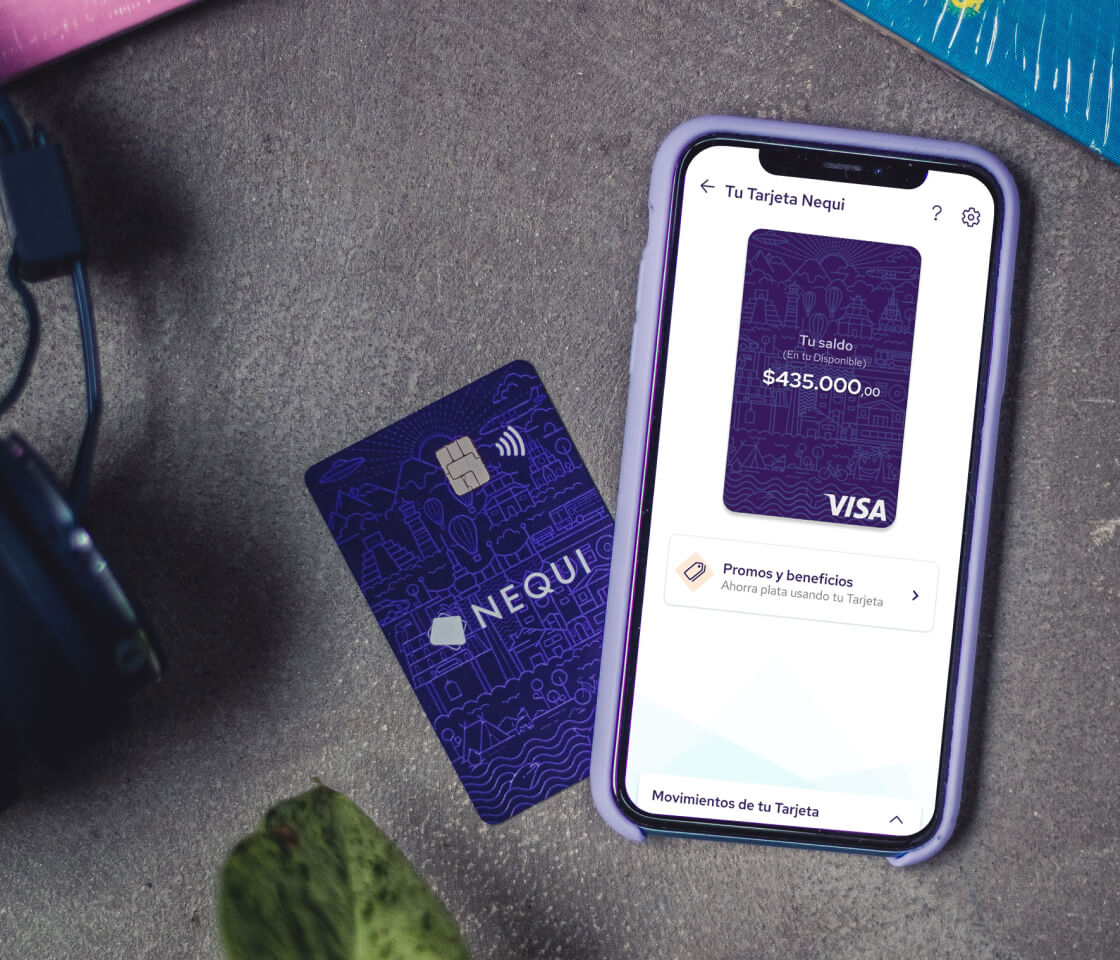 Tu Tarjeta Nequi
?
Tu saldo
(En tu Disponible)
$435.000,00
VISA
Promos y beneficios
Ahorra plata usando tu Tarjeta
Movimientos de tu Tarjeta
NEQUI